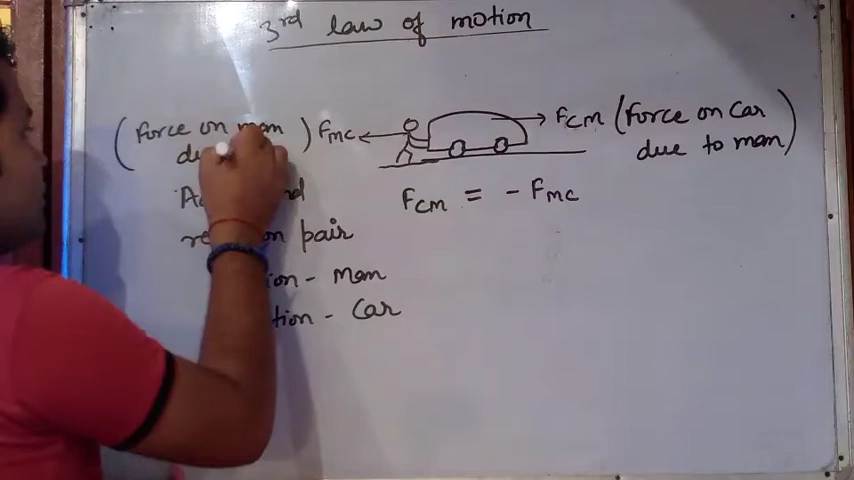 3rd law of motion
(Force on man ) FMC
FCM (Force on Car
due to man)
FCM = - FMC
pair
- Man
- Car